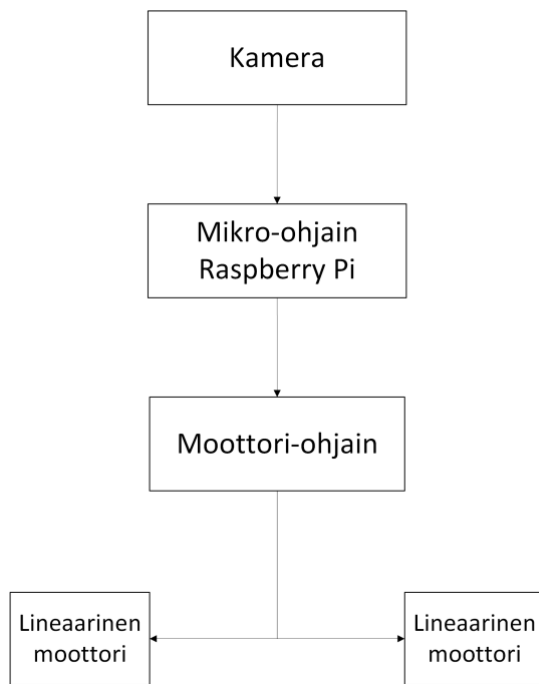 Kamera
Mikro-ohjain
Raspberry Pi
Moottori-ohjain
Lineaarinen
moottori
Lineaarinen
moottori